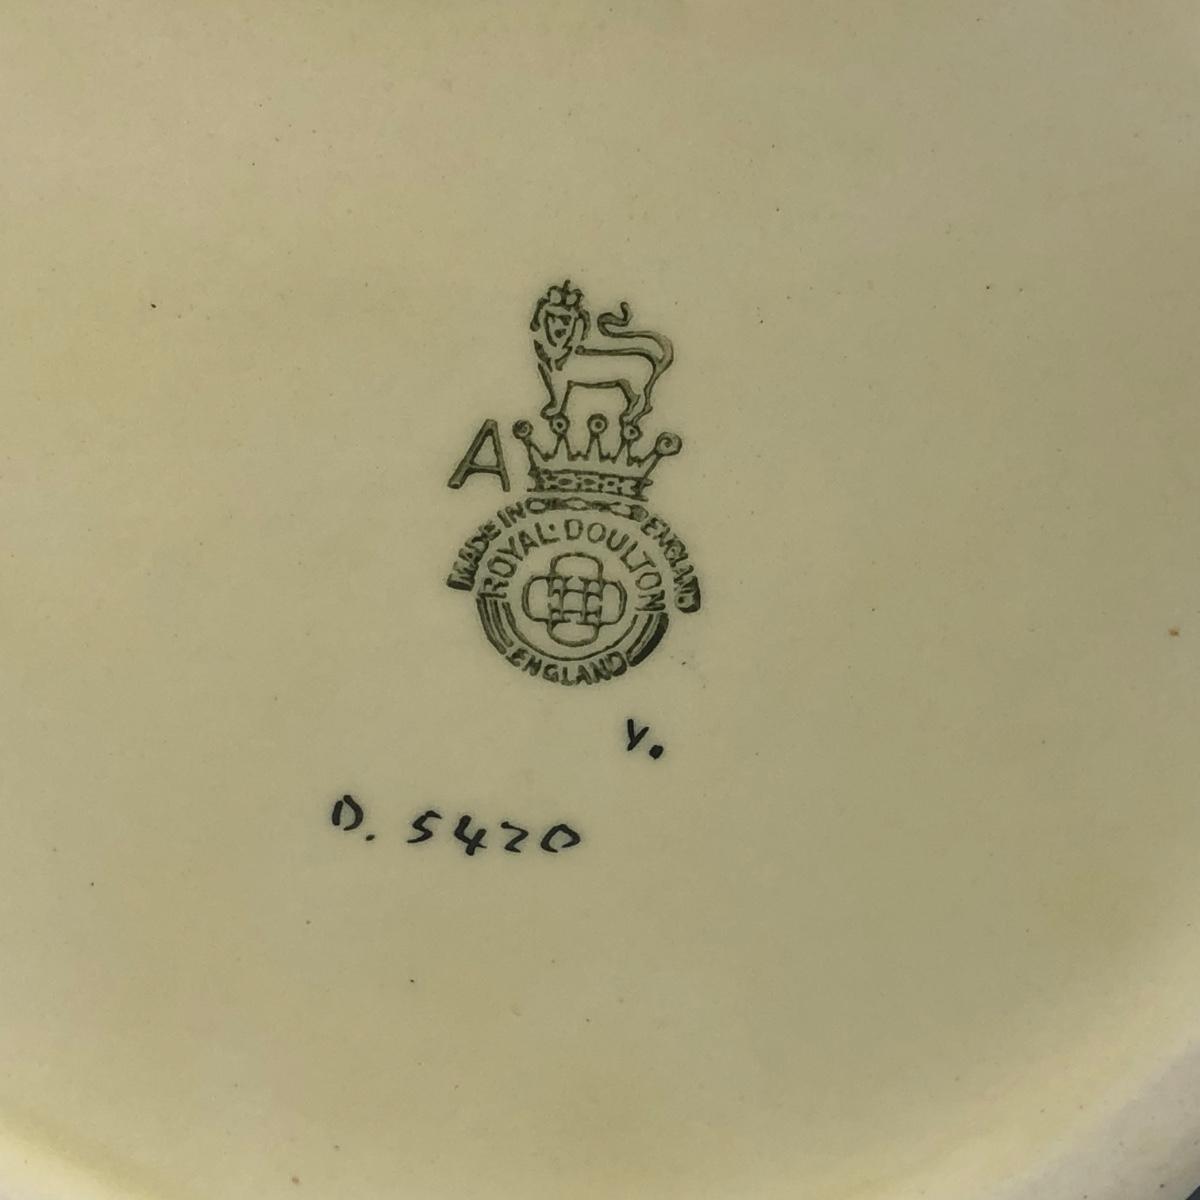 A
MADE IN ENGLAND
ROYAL DOULTON
ENGLAND
Y.
D. 5420